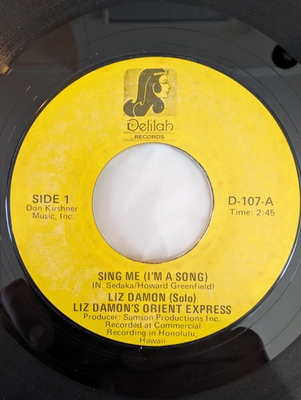 Delilah
RECORDS
SIDE 1
Don Kirshner
Music, Inc.
D-107-A
Time: 2:45
SING ME (I'M A SONG)
(N. Sedaka/Howard Greenfield)
LIZ DAMON (Solo)
LIZ DAMON'S ORIENT EXPRESS
Producer: Samson Productions Inc.
Recorded at Commercial
Recording in Honolulu,
Hawaii